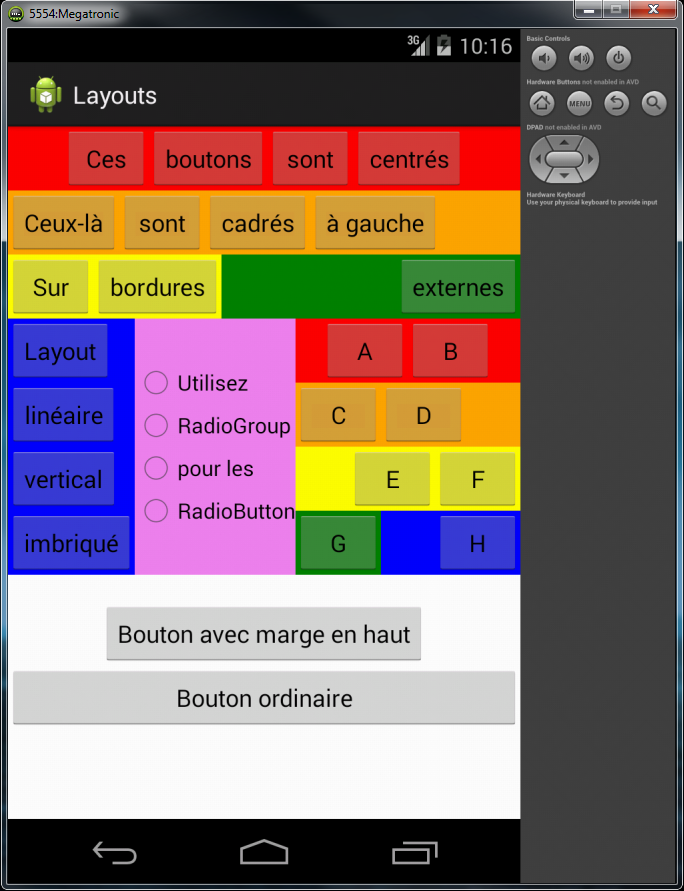 5554:Megatronic
3G 10:16
Layouts
Ces boutons sont centrés
Ceux-là sont cadrés à gauche
Sur bordures externes
Layout
linéaire
vertical
imbriqué
Utilisez
RadioGroup
pour les
RadioButton
A B
C D
E F
G H
Bouton avec marge en haut
Bouton ordinaire
Basic Controls
Hardware Buttons not enabled in AVD
MENU
DPAD not enabled in AVD
Hardware Keyboard
Use your physical keyboard to provide input